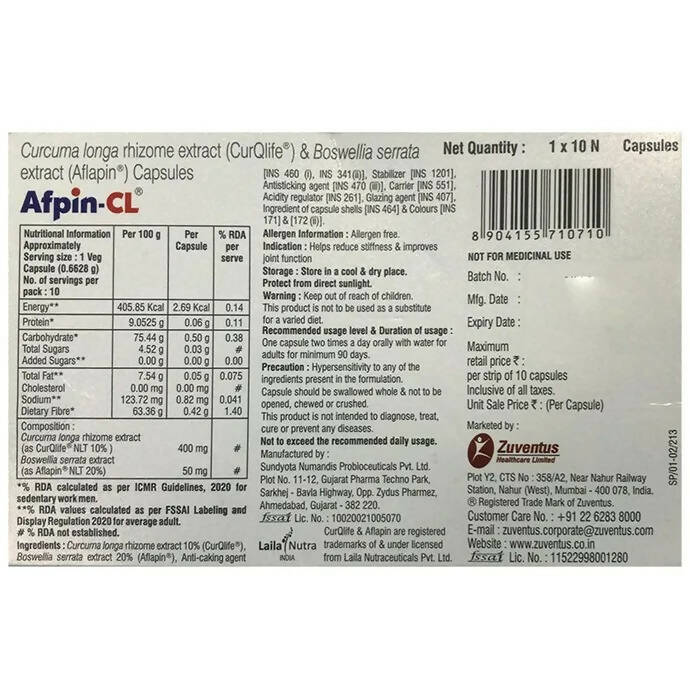 Curcuma longa rhizome extract (CurQlife®) & Boswellia serrata
extract (Aflapin®) Capsules
Afpin-CL®
Nutritional Information
Approximately
Serving size : 1 Veg
Capsule (0.6628 g)
No. of servings per
pack : 10
Per 100 g
Per
Capsule
% RDA
per
serve
Energy** 405.85 Kcal 2.69 Kcal 0.14
Protein* 9.0525 g 0.06 g 0.11
Carbohydrate* 75.44 g 0.50 g 0.38
Total Sugars 4.52 g 0.03 g #
Added Sugars** 0.00 g 0.00 g 0.00
Total Fat** 7.54 g 0.05 g 0.075
Cholesterol 0.00 mg 0.00 mg #
Sodium** 123.72 mg 0.82 mg 0.041
Dietary Fibre* 63.36 g 0.42 g 1.40
Composition :
Curcuma longa rhizome extract
(as CurQlife® NLT 10% ) 400 mg #
Boswellia serrata extract
(as Aflapin® NLT 20%) 50 mg #
*% RDA calculated as per ICMR Guidelines, 2020 for
sedentary work men.
**% RDA values calculated as per FSSAI Labeling and
Display Regulation 2020 for average adult.
# % RDA not established.
Ingredients : Curcuma longa rhizome extract 10% (CurQlife®),
Boswellia serrata extract 20% (Aflapin®), Anti-caking agent
[INS 460 (i), INS 341(ii)], Stabilizer [INS 1201],
Antisticking agent [INS 470 (iii)], Carrier [INS 551],
Acidity regulator [INS 261], Glazing agent [INS 407],
Ingredient of capsule shells [INS 464] & Colours [INS
171] & [172 (ii)].
Allergen Information : Allergen free.
Indication : Helps reduce stiffness & improves
joint function
Storage : Store in a cool & dry place.
Protect from direct sunlight.
Warning : Keep out of reach of children.
This product is not to be used as a substitute
for a varied diet.
Recommended usage level & Duration of usage :
One capsule two times a day orally with water for
adults for minimum 90 days.
Precaution : Hypersensitivity to any of the
ingredients present in the formulation.
Capsule should be swallowed whole & not to be
opened, chewed or crushed.
This product is not intended to diagnose, treat,
cure or prevent any diseases.
Not to exceed the recommended daily usage.
Manufactured by :
Sundyota Numandis Probioceuticals Pvt. Ltd.
Plot No. 11-12, Gujarat Pharma Techno Park,
Sarkhej - Bavla Highway, Opp. Zydus Pharmez,
Ahmedabad, Gujarat - 382 220.
fssai Lic. No. : 10020021005070
Laila Nutra
INDIA
CurQlife & Aflapin are registered
trademarks of & under licensed
from Laila Nutraceuticals Pvt. Ltd.
Net Quantity : 1 x 10 N Capsules
8 904155 710710
NOT FOR MEDICINAL USE
Batch No. :
Mfg. Date :
Expiry Date :
Maximum
retail price ₹ :
per strip of 10 capsules
Inclusive of all taxes.
Unit Sale Price ₹ : (Per Capsule)
Marketed by :
Zuventus
Healthcare Limited
Plot Y2, CTS No : 358/A2, Near Nahur Railway
Station, Nahur (West), Mumbai - 400 078, India.
® Registered Trade Mark of Zuventus.
Customer Care No. : +91 22 6283 8000
E-mail : zuventus.corporate@zuventus.com
Website : www.zuventus.co.in
fssai Lic. No. : 11522998001280
SP/01-02/213